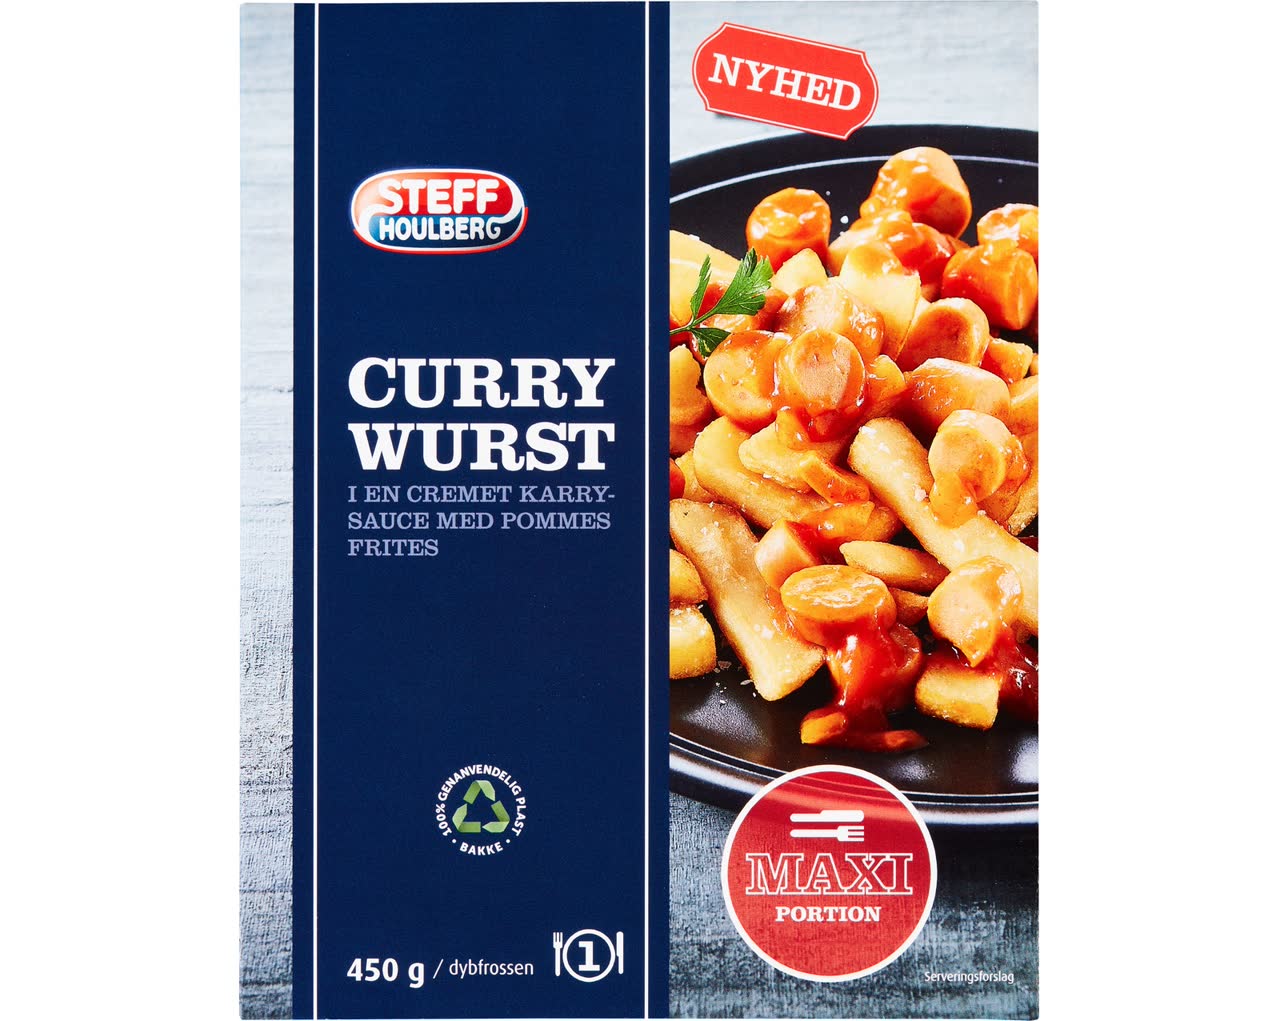 NYHED
STEFF
HOULBERG
CURRY
WURST
I EN CREMET KARRY-
SAUCE MED POMMES
FRITES
100% GENANVENDELIG PLAST
• BAKKE •
MAXI
PORTION
450 g / dybfrossen
1
Serveringsforslag